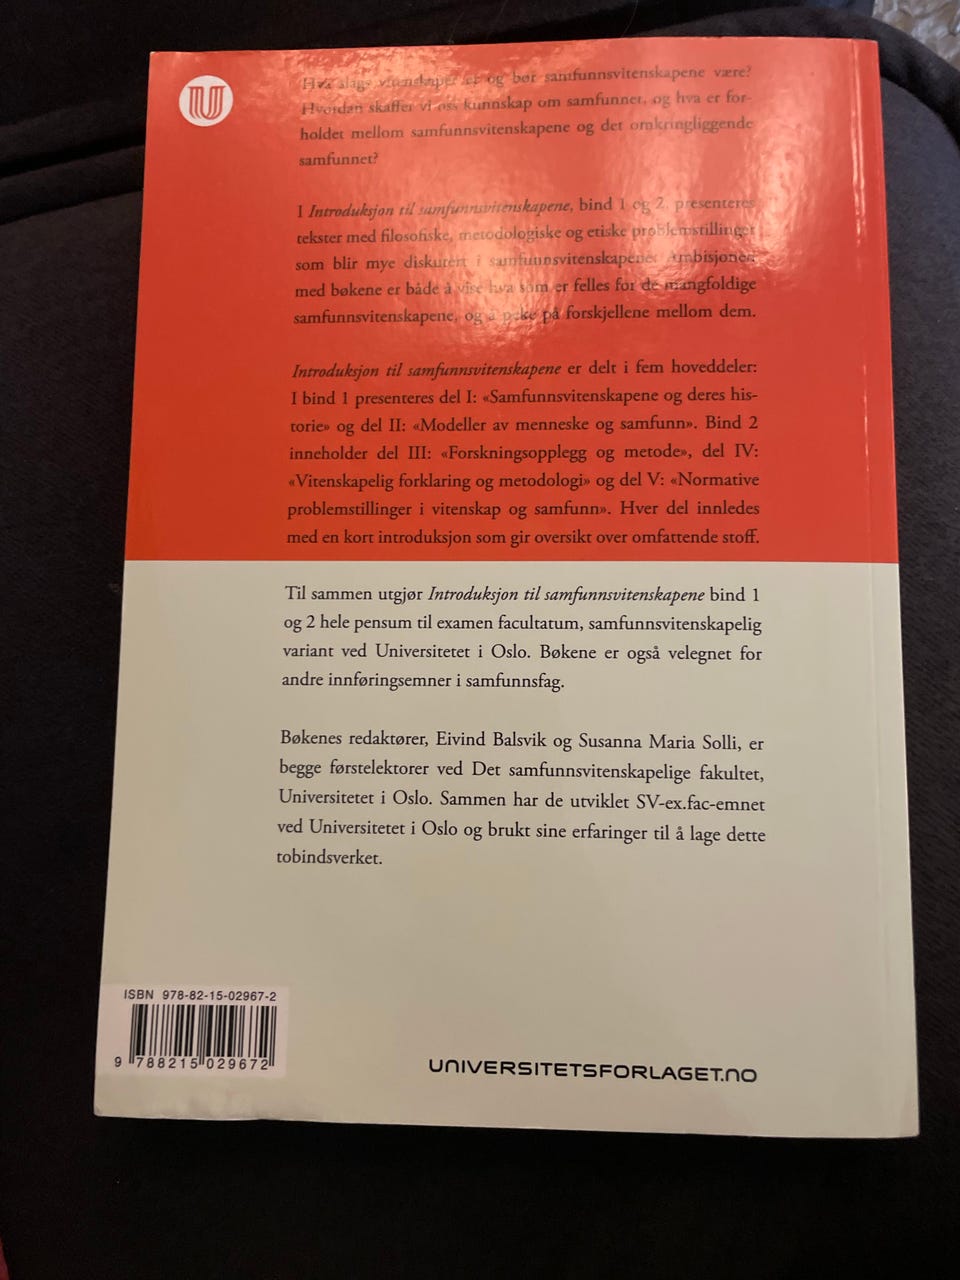 U
Hva slags vitenskaper er og bør samfunnsvitenskapene være?
Hvordan skaffer vi oss kunnskap om samfunnet, og hva er for-
holdet mellom samfunnsvitenskapene og det omkringliggende
samfunnet?
I Introduksjon til samfunnsvitenskapene, bind 1 og 2, presenteres
tekster med filosofiske, metodologiske og etiske problemstillinger
som blir mye diskutert i samfunnsvitenskapene. Ambisjonen
med bøkene er både å vise hva som er felles for de mangfoldige
samfunnsvitenskapene, og å peke på forskjellene mellom dem.
Introduksjon til samfunnsvitenskapene er delt i fem hoveddeler:
I bind 1 presenteres del I: «Samfunnsvitenskapene og deres his-
torie» og del II: «Modeller av menneske og samfunn». Bind 2
inneholder del III: «Forskningsopplegg og metode», del IV:
«Vitenskapelig forklaring og metodologi» og del V: «Normative
problemstillinger i vitenskap og samfunn». Hver del innledes
med en kort introduksjon som gir oversikt over omfattende stoff.
Til sammen utgjør Introduksjon til samfunnsvitenskapene bind 1
og 2 hele pensum til examen facultatum, samfunnsvitenskapelig
variant ved Universitetet i Oslo. Bøkene er også velegnet for
andre innføringsemner i samfunnsfag.
Bøkenes redaktører, Eivind Balsvik og Susanna Maria Solli, er
begge førstelektorer ved Det samfunnsvitenskapelige fakultet,
Universitetet i Oslo. Sammen har de utviklet SV-ex.fac-emnet
ved Universitetet i Oslo og brukt sine erfaringer til å lage dette
tobindsverket.
ISBN 978-82-15-02967-2
9 788215 029672
UNIVERSITETSFORLAGET.NO